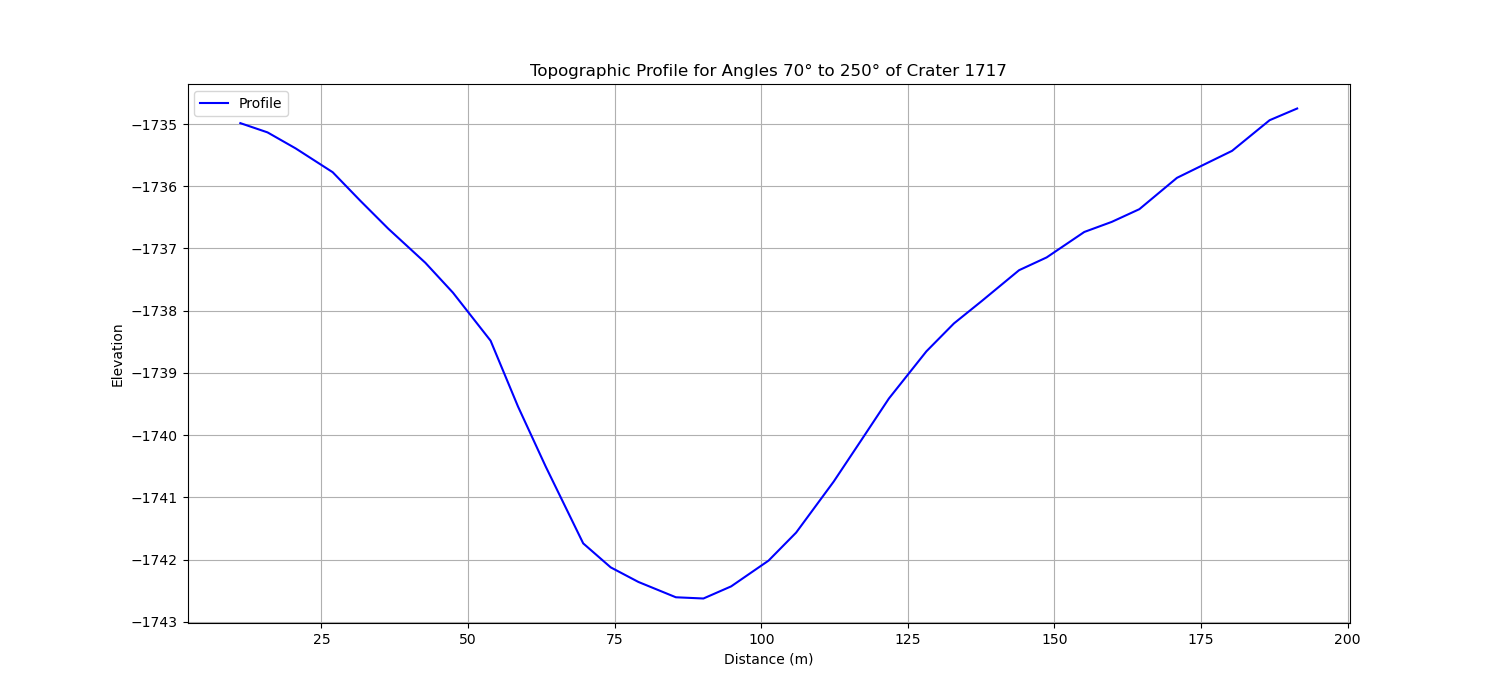 Topographic Profile for Angles 70° to 250° of Crater 1717
Profile
−1735
−1736
−1737
−1738
−1739
−1740
−1741
−1742
−1743
Elevation
25 50 75 100 125 150 175 200
Distance (m)